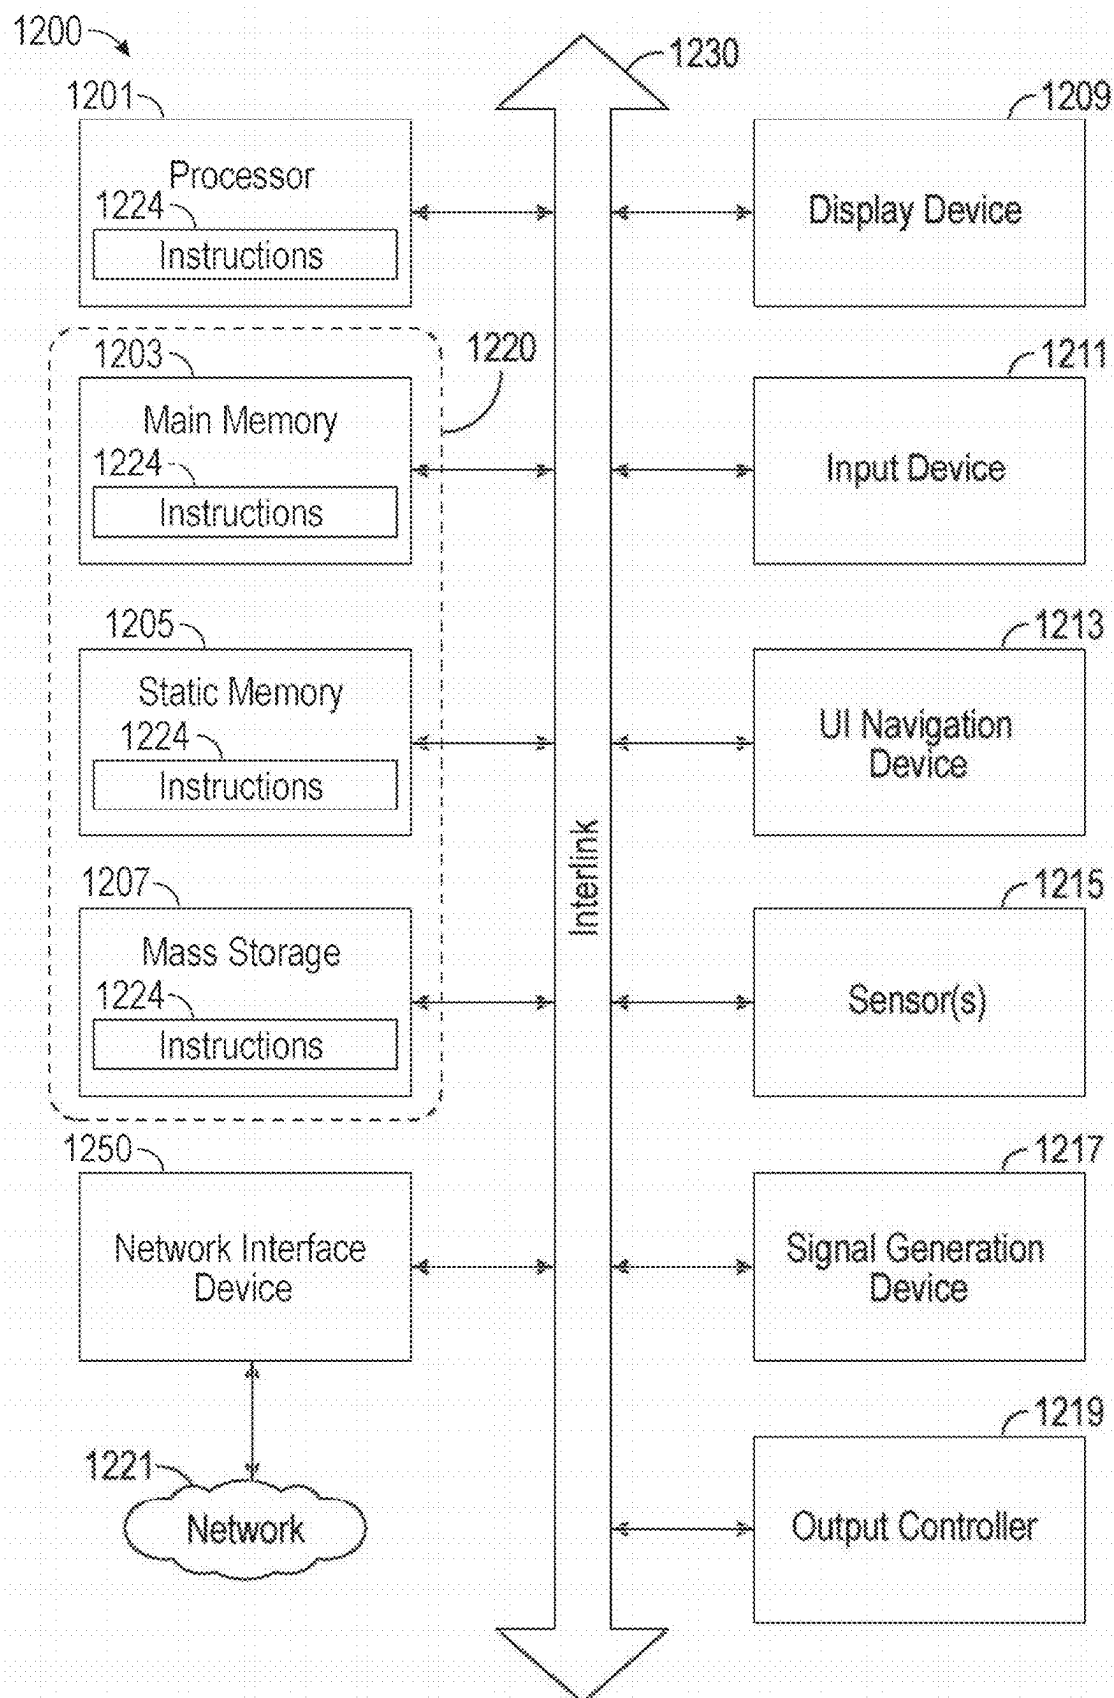 1200
1230
1201
Processor
1224
Instructions
1209
Display Device
1220
1203
Main Memory
1224
Instructions
1211
Input Device
1205
Static Memory
1224
Instructions
1213
UI Navigation
Device
Interlink
1207
Mass Storage
1224
Instructions
1215
Sensor(s)
1250
Network Interface
Device
1217
Signal Generation
Device
1221
Network
1219
Output Controller